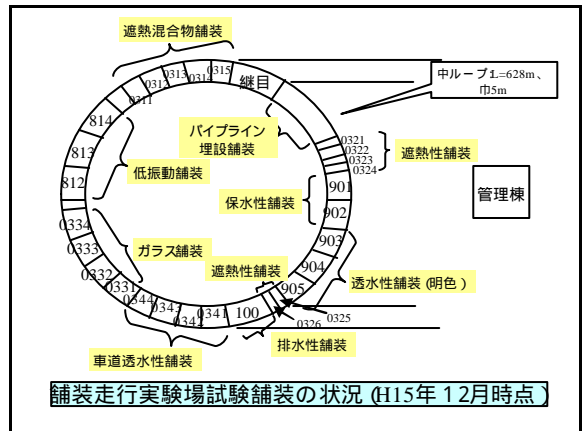 遮熱混合物舗装
0311
0312
0313
0314
0315
継目
中ループL=628m、
巾5m
814
813
812
パイプライン
埋設舗装
低振動舗装
0321
0322
0323
0324
遮熱性舗装
管理棟
保水性舗装
901
902
903
904
905
0334
0333
0332
0331
ガラス舗装
遮熱性舗装
透水性舗装(明色)
0344
0343
0342
0341
100
0326
0325
車道透水性舗装
排水性舗装
舗装走行実験場試験舗装の状況(H15年12月時点)